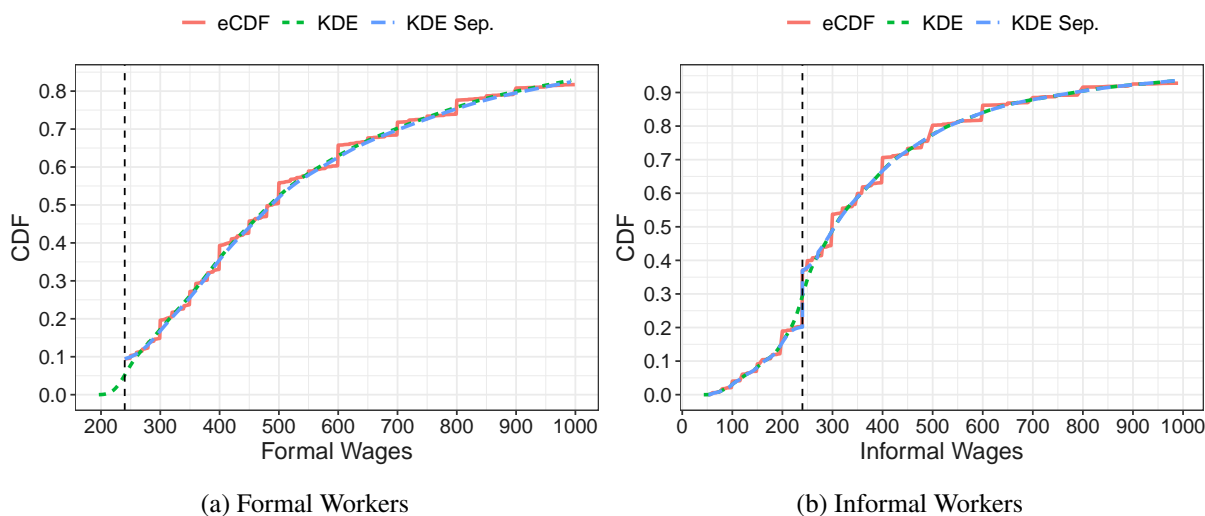 eCDF KDE KDE Sep.
CDF
0.8
0.7
0.6
0.5
0.4
0.3
0.2
0.1
0.0
200 300 400 500 600 700 800 900 1000
Formal Wages
(a) Formal Workers
eCDF KDE KDE Sep.
CDF
0.9
0.8
0.7
0.6
0.5
0.4
0.3
0.2
0.1
0.0
0 100 200 300 400 500 600 700 800 900 1000
Informal Wages
(b) Informal Workers